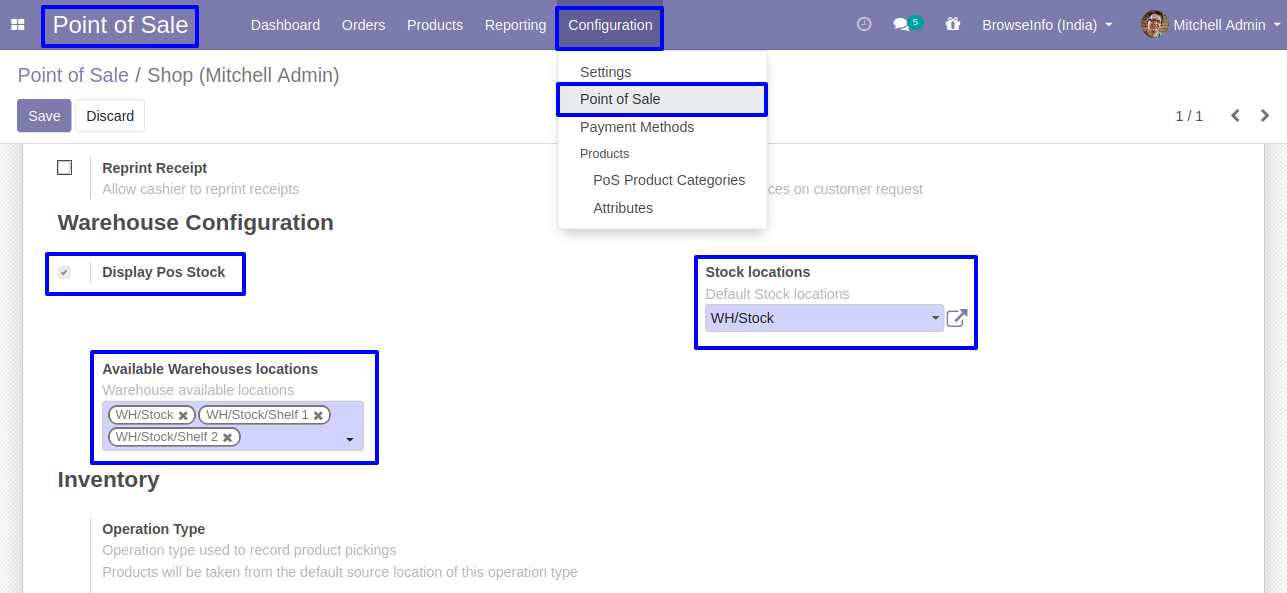 Point of Sale Dashboard Orders Products Reporting Configuration 5 BrowseInfo (India) Mitchell Admin
Point of Sale / Shop (Mitchell Admin)
Save Discard
1 / 1
Settings
Point of Sale
Payment Methods
Products
PoS Product Categories
Attributes
Reprint Receipt
Allow cashier to reprint receipts
ces on customer request
Warehouse Configuration
Display Pos Stock
Stock locations
Default Stock locations
WH/Stock
Available Warehouses locations
Warehouse available locations
WH/Stock WH/Stock/Shelf 1
WH/Stock/Shelf 2
Inventory
Operation Type
Operation type used to record product pickings
Products will be taken from the default source location of this operation type